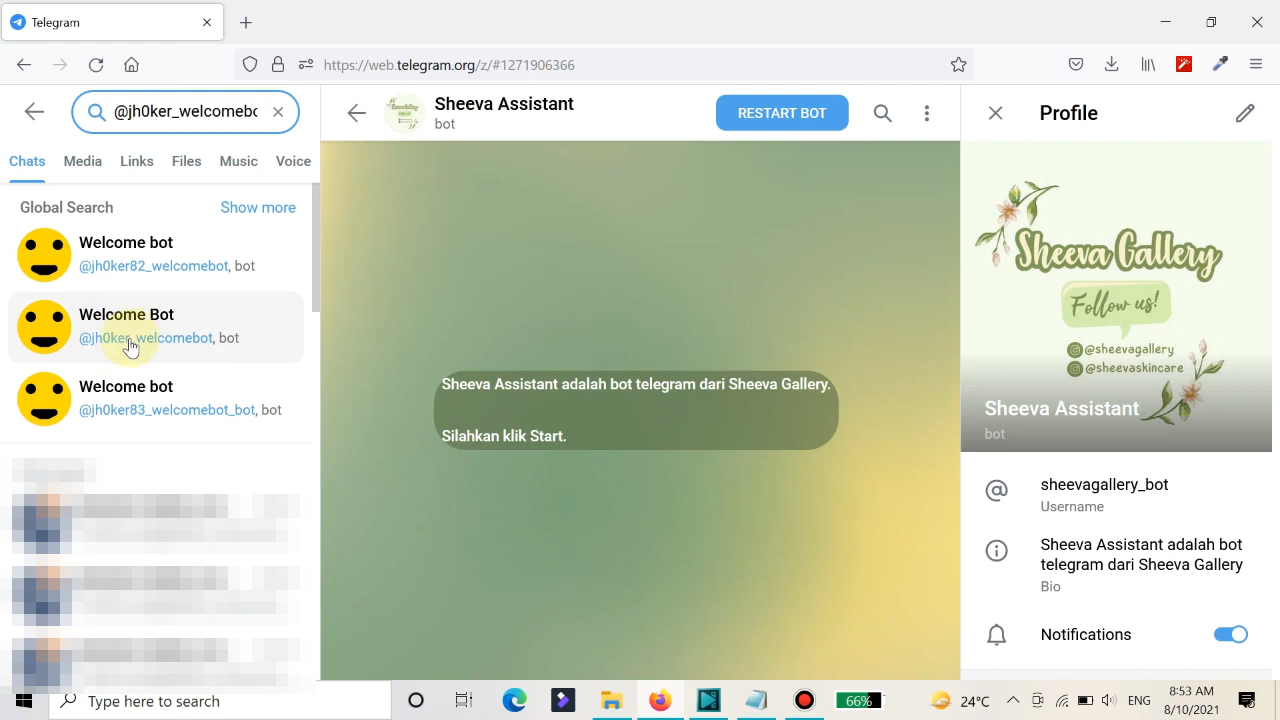 Telegram
https://web.telegram.org/z/#1271906366
@jh0ker_welcomebc
Chats Media Links Files Music Voice
Global Search Show more
Welcome bot
@jh0ker82_welcomebot, bot
Welcome Bot
@jh0ker_welcomebot, bot
Welcome bot
@jh0ker83_welcomebot_bot, bot
Sheeva Assistant
bot
RESTART BOT
Sheeva Assistant adalah bot telegram dari Sheeva Gallery.
Silahkan klik Start.
Profile
Sheeva Gallery
Follow us!
@sheevagallery
@sheevaskincare
Sheeva Assistant
bot
sheevagallery_bot
Username
Sheeva Assistant adalah bot
telegram dari Sheeva Gallery
Bio
Notifications
Type here to search
66%
24°C
ENG
8:53 AM
8/10/2021